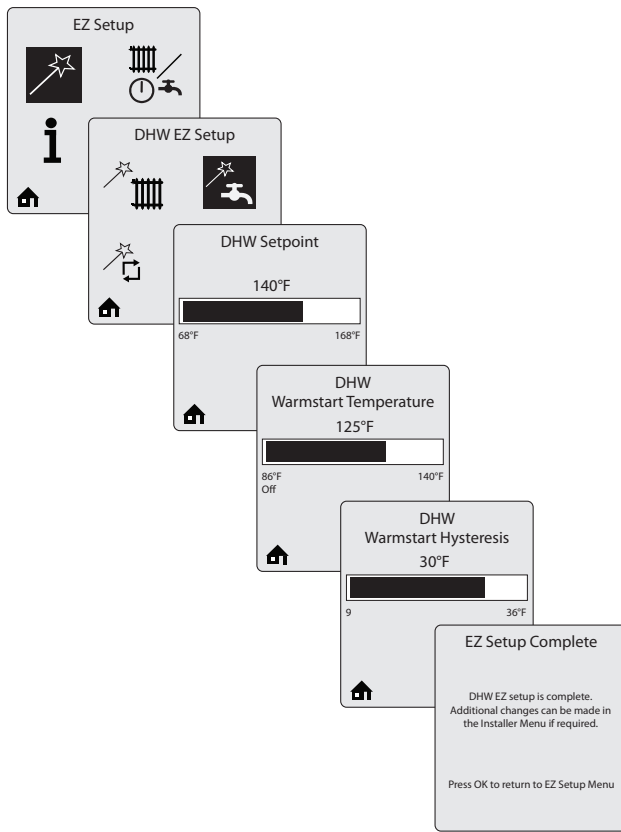 EZ Setup
DHW EZ Setup
DHW Setpoint
140°F
68°F 168°F
DHW
Warmstart Temperature
125°F
86°F 140°F
Off
DHW
Warmstart Hysteresis
30°F
9 36°F
EZ Setup Complete
DHW EZ setup is complete.
Additional changes can be made in
the Installer Menu if required.
Press OK to return to EZ Setup Menu